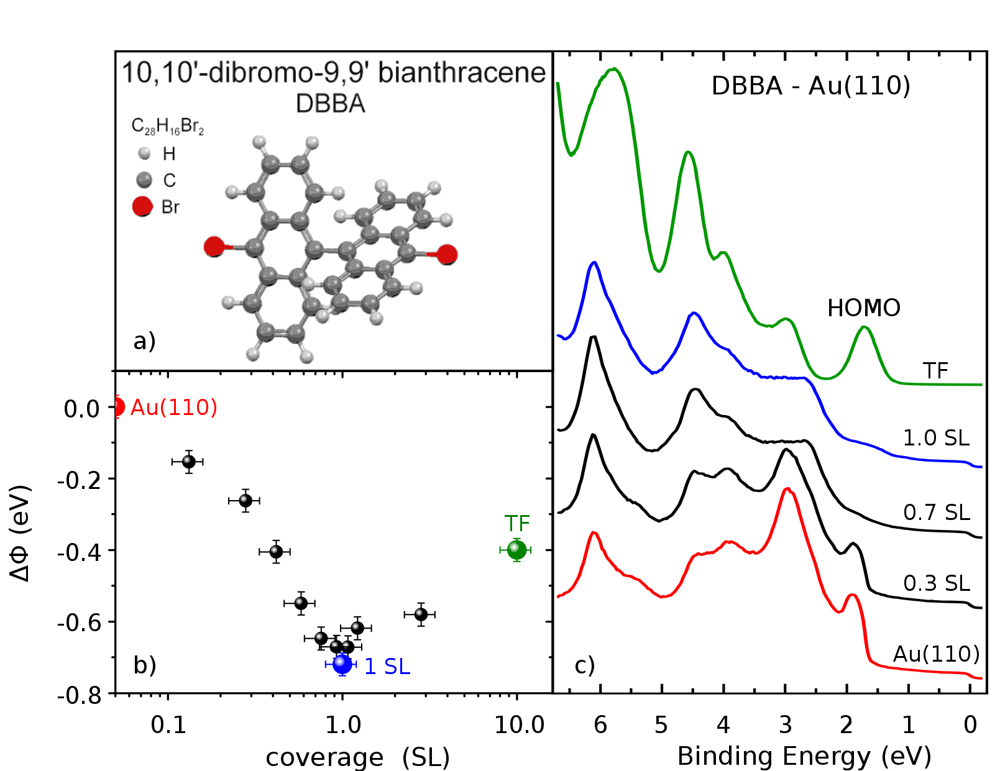 10,10'-dibromo-9,9' bianthracene
DBBA
C28H16Br2
H
C
Br
a)
DBBA - Au(110)
HOMO
TF
1.0 SL
0.7 SL
0.3 SL
Au(110)
c)
6 5 4 3 2 1 0
Binding Energy (eV)
Au(110)
TF
1 SL
b)
0.0
-0.2
-0.4
-0.6
-0.8
ΔΦ (eV)
0.1 1.0 10.0
coverage (SL)